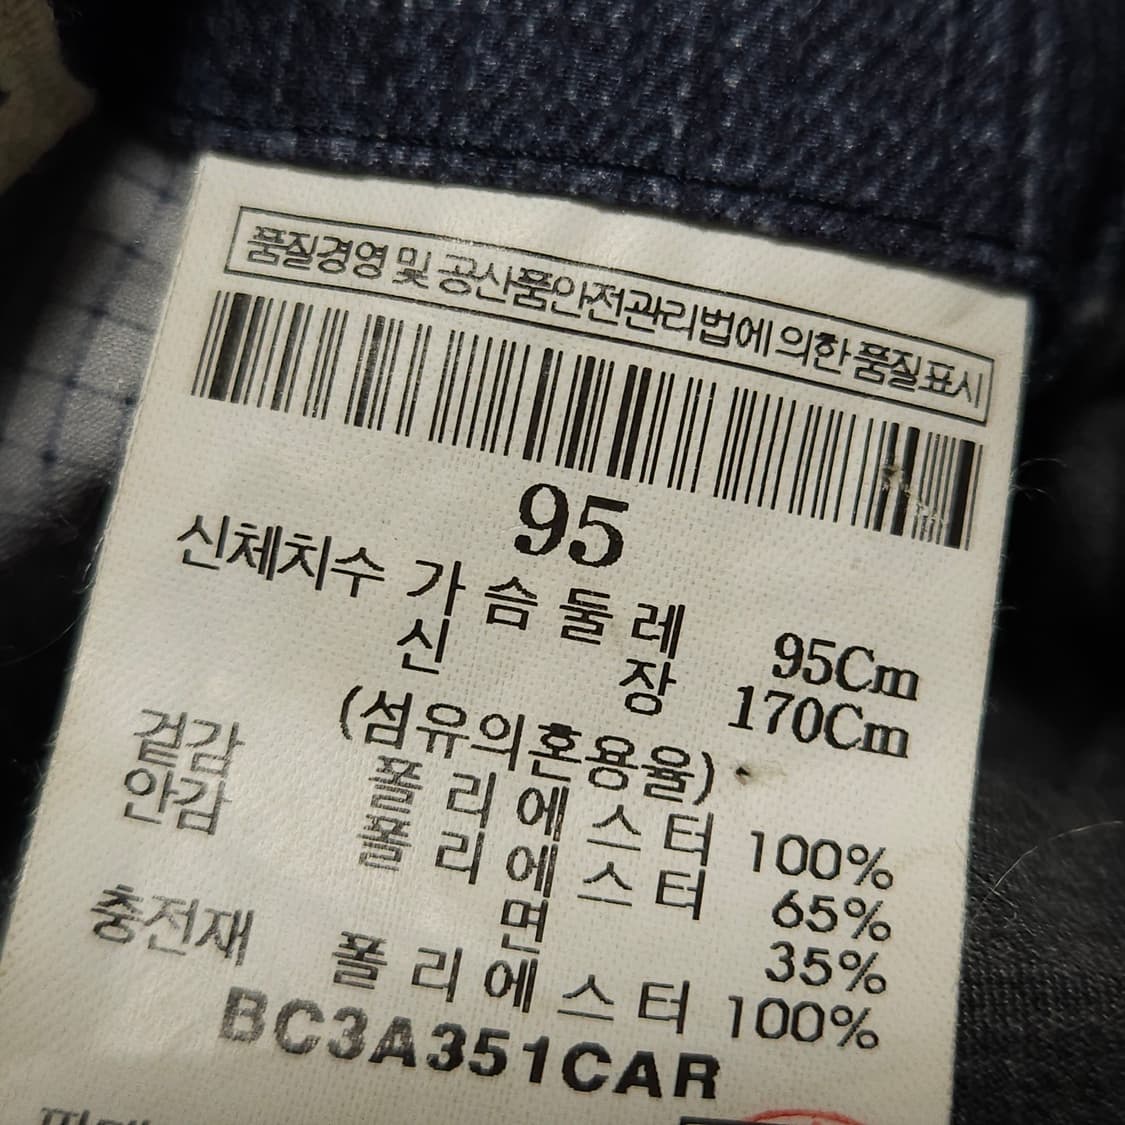 품질경영 및 공산품안전관리법에 의한 품질표시
95
신체치수 가슴둘레 95Cm
신장 170Cm
(섬유의혼용율)
겉감 폴리에스터 100%
안감 폴리에스터 65%
면 35%
충전재 폴리에스터 100%
BC3A351CAR